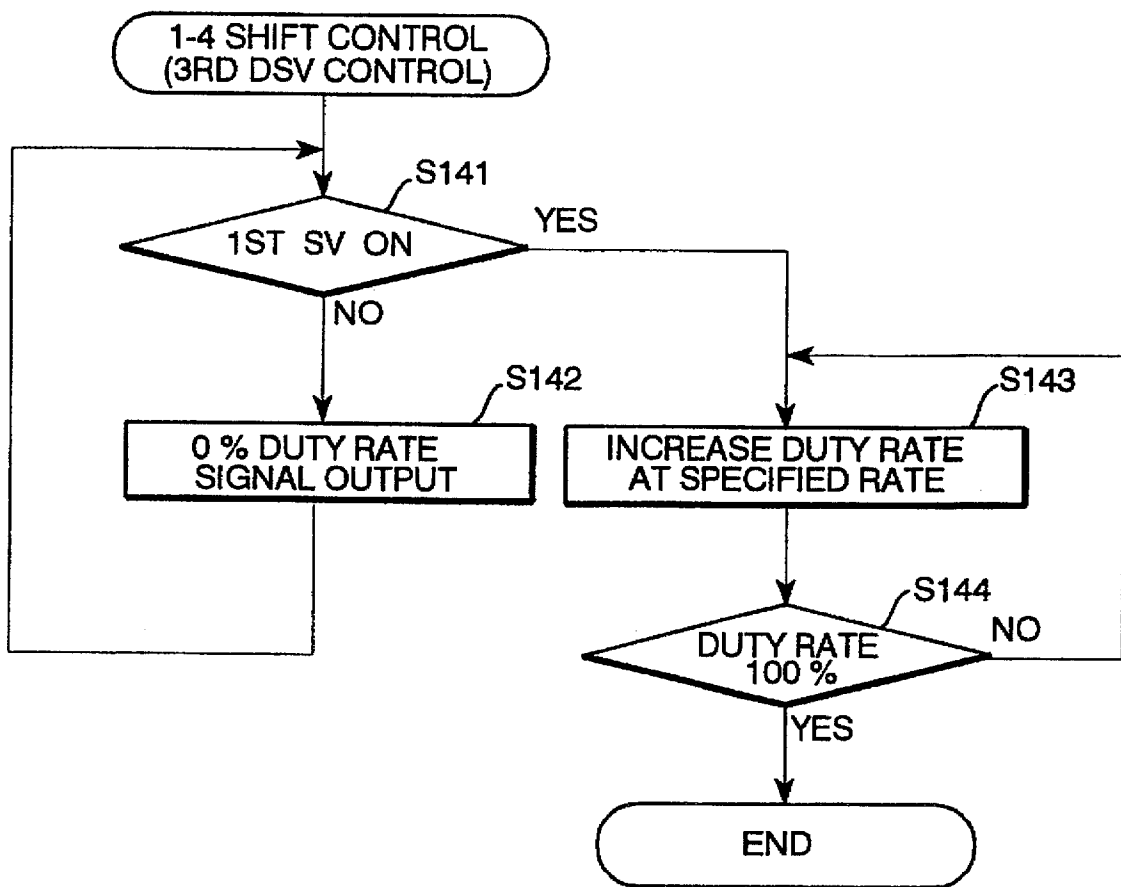 1-4 SHIFT CONTROL
(3RD DSV CONTROL)
S141
1ST SV ON
YES
NO
S142
0 % DUTY RATE
SIGNAL OUTPUT
S143
INCREASE DUTY RATE
AT SPECIFIED RATE
S144
DUTY RATE
100 %
NO
YES
END